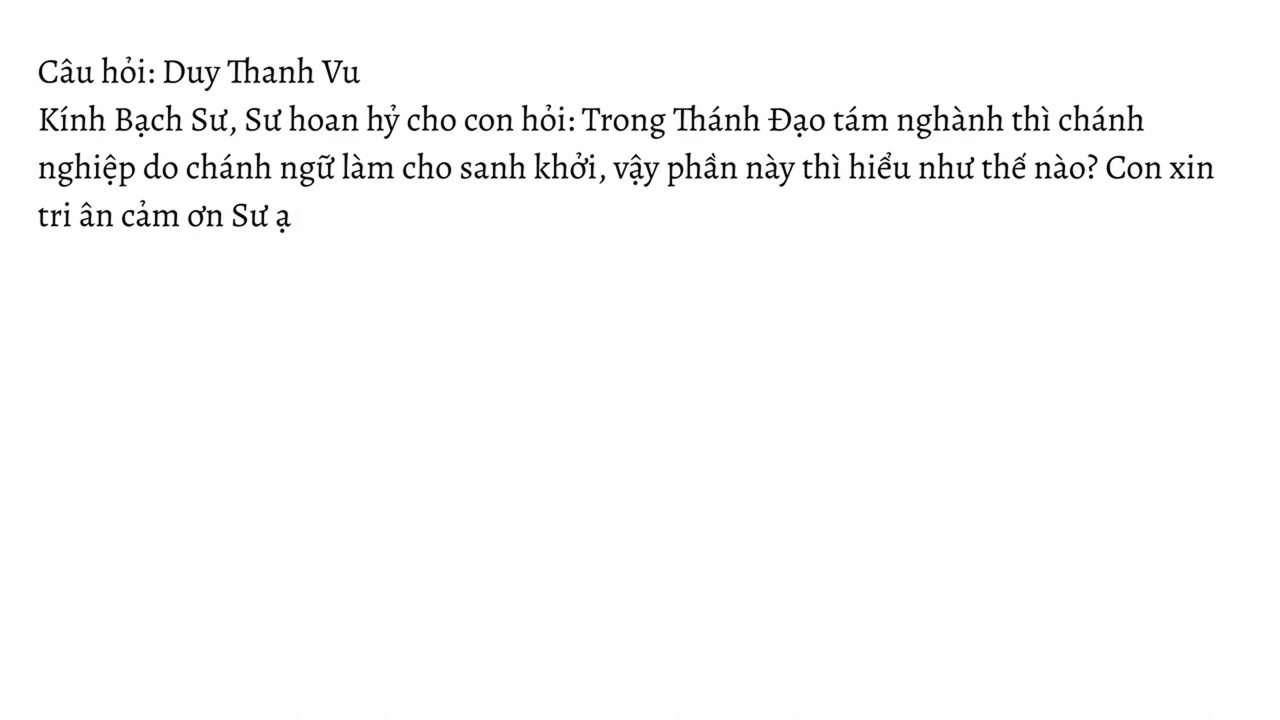 Câu hỏi: Duy Thanh Vu
Kính Bạch Sư, Sư hoan hỷ cho con hỏi: Trong Thánh Đạo tám nghành thì chánh
nghiệp do chánh ngữ làm cho sanh khởi, vậy phần này thì hiểu như thế nào? Con xin
tri ân cảm ơn Sư ạ